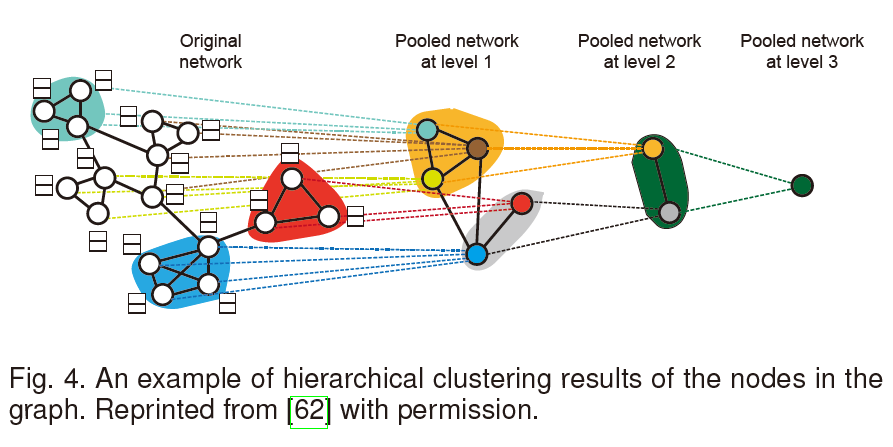 Original
network
Pooled network
at level 1
Pooled network
at level 2
Pooled network
at level 3
Fig. 4. An example of hierarchical clustering results of the nodes in the
graph. Reprinted from [62] with permission.